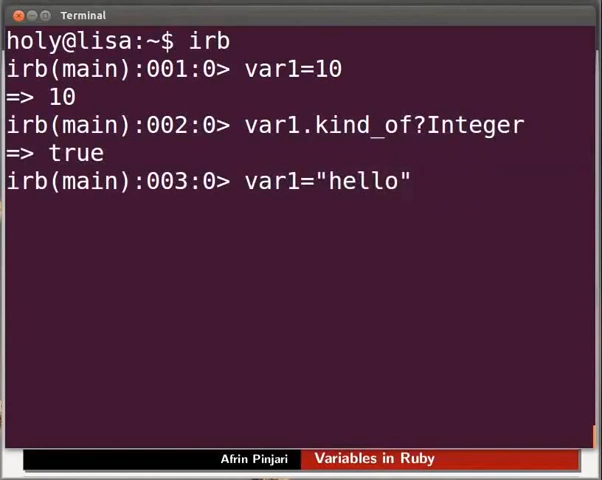 Terminal
holy@lisa:~$ irb
irb(main):001:0> var1=10
=> 10
irb(main):002:0> var1.kind_of?Integer
=> true
irb(main):003:0> var1="hello"
Afrin Pinjari Variables in Ruby